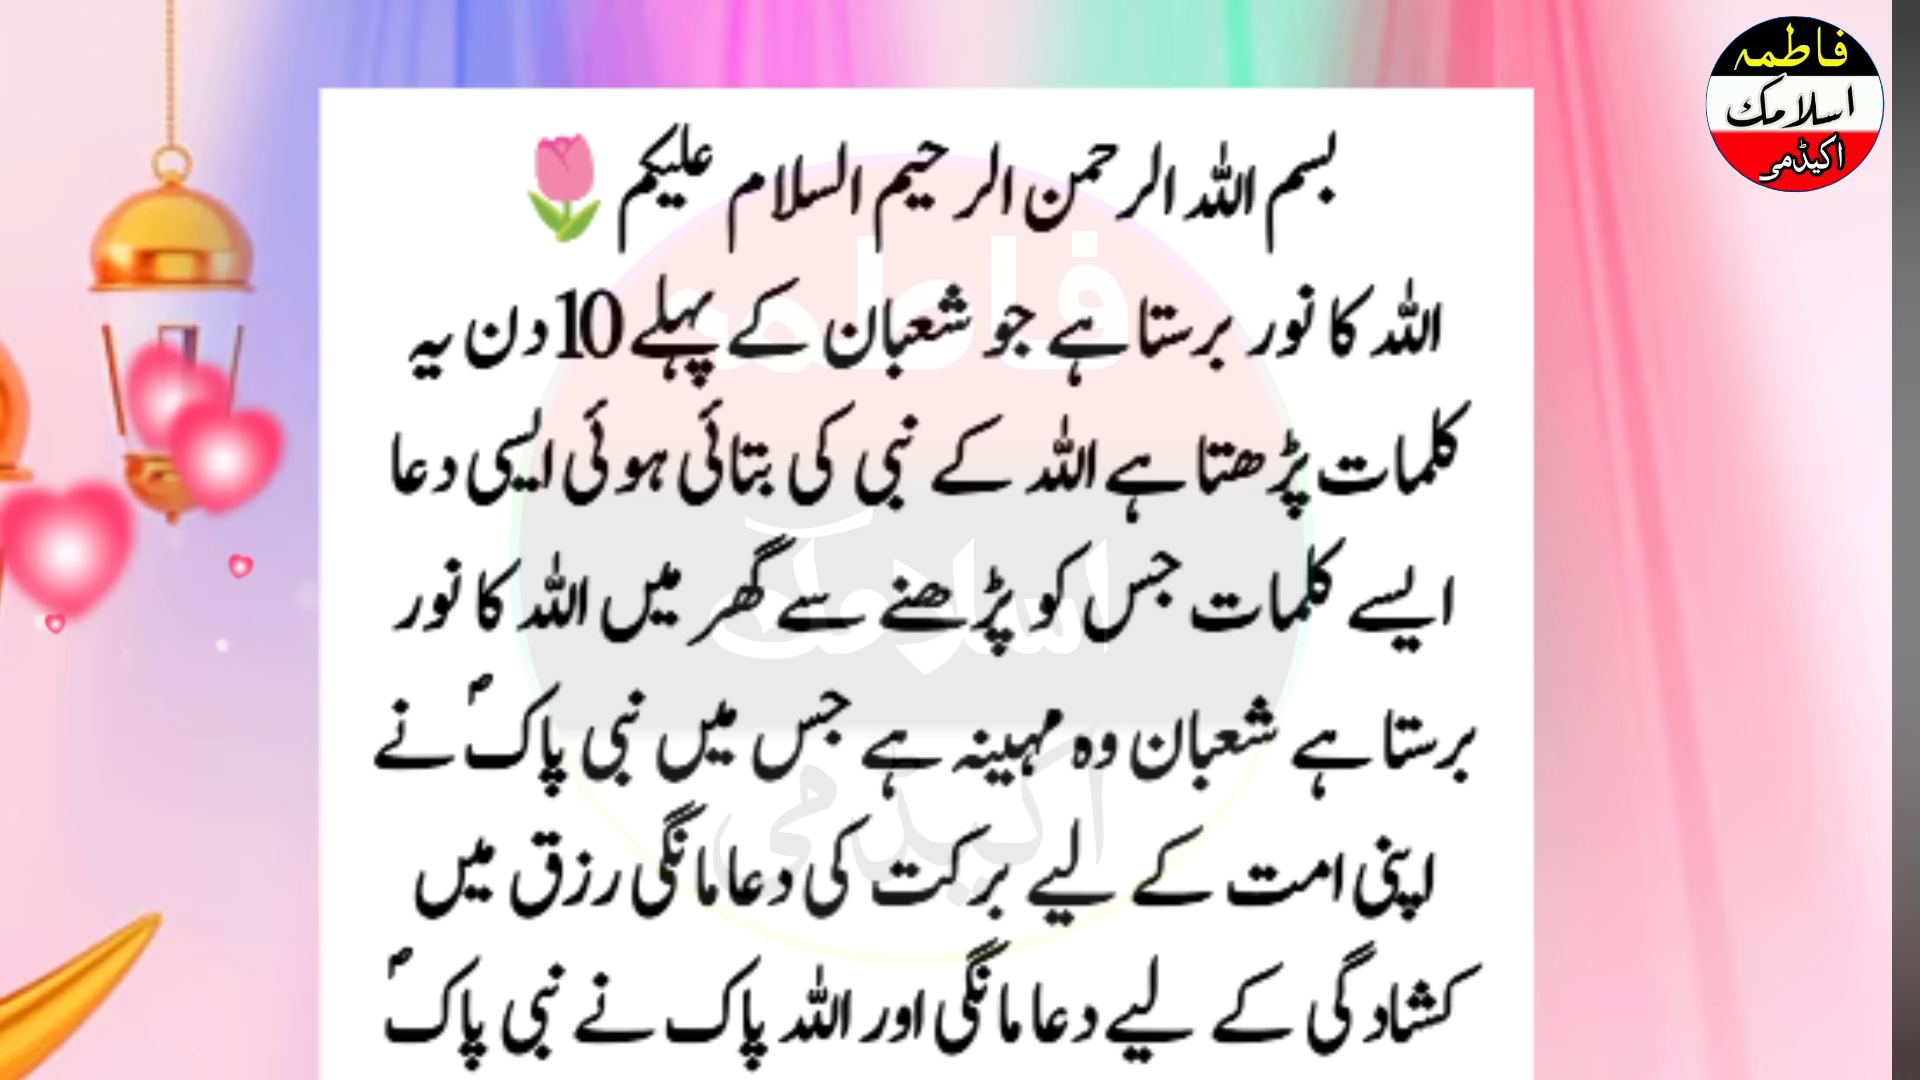 فاطمہ
اسلامک
اکیڈمی
بسم اللہ الرحمن الرحیم السلام علیکم🌷
اللہ کا نور برستا ہے جو شعبان کے پہلے 10 دن یہ
کلمات پڑھتا ہے اللہ کے نبی کی بتائی ہوئی ایسی دعا
ایسے کلمات جس کو پڑھنے سے گھر میں اللہ کا نور
برستا ہے شعبان وہ مہینہ ہے جس میں نبی پاکؐ نے
اپنی امت کے لیے برکت کی دعا مانگی رزق میں
کشادگی کے لیے دعا مانگی اور اللہ پاک نے نبی پاکؐ
فاطمہ
اسلامک
اکیڈمی